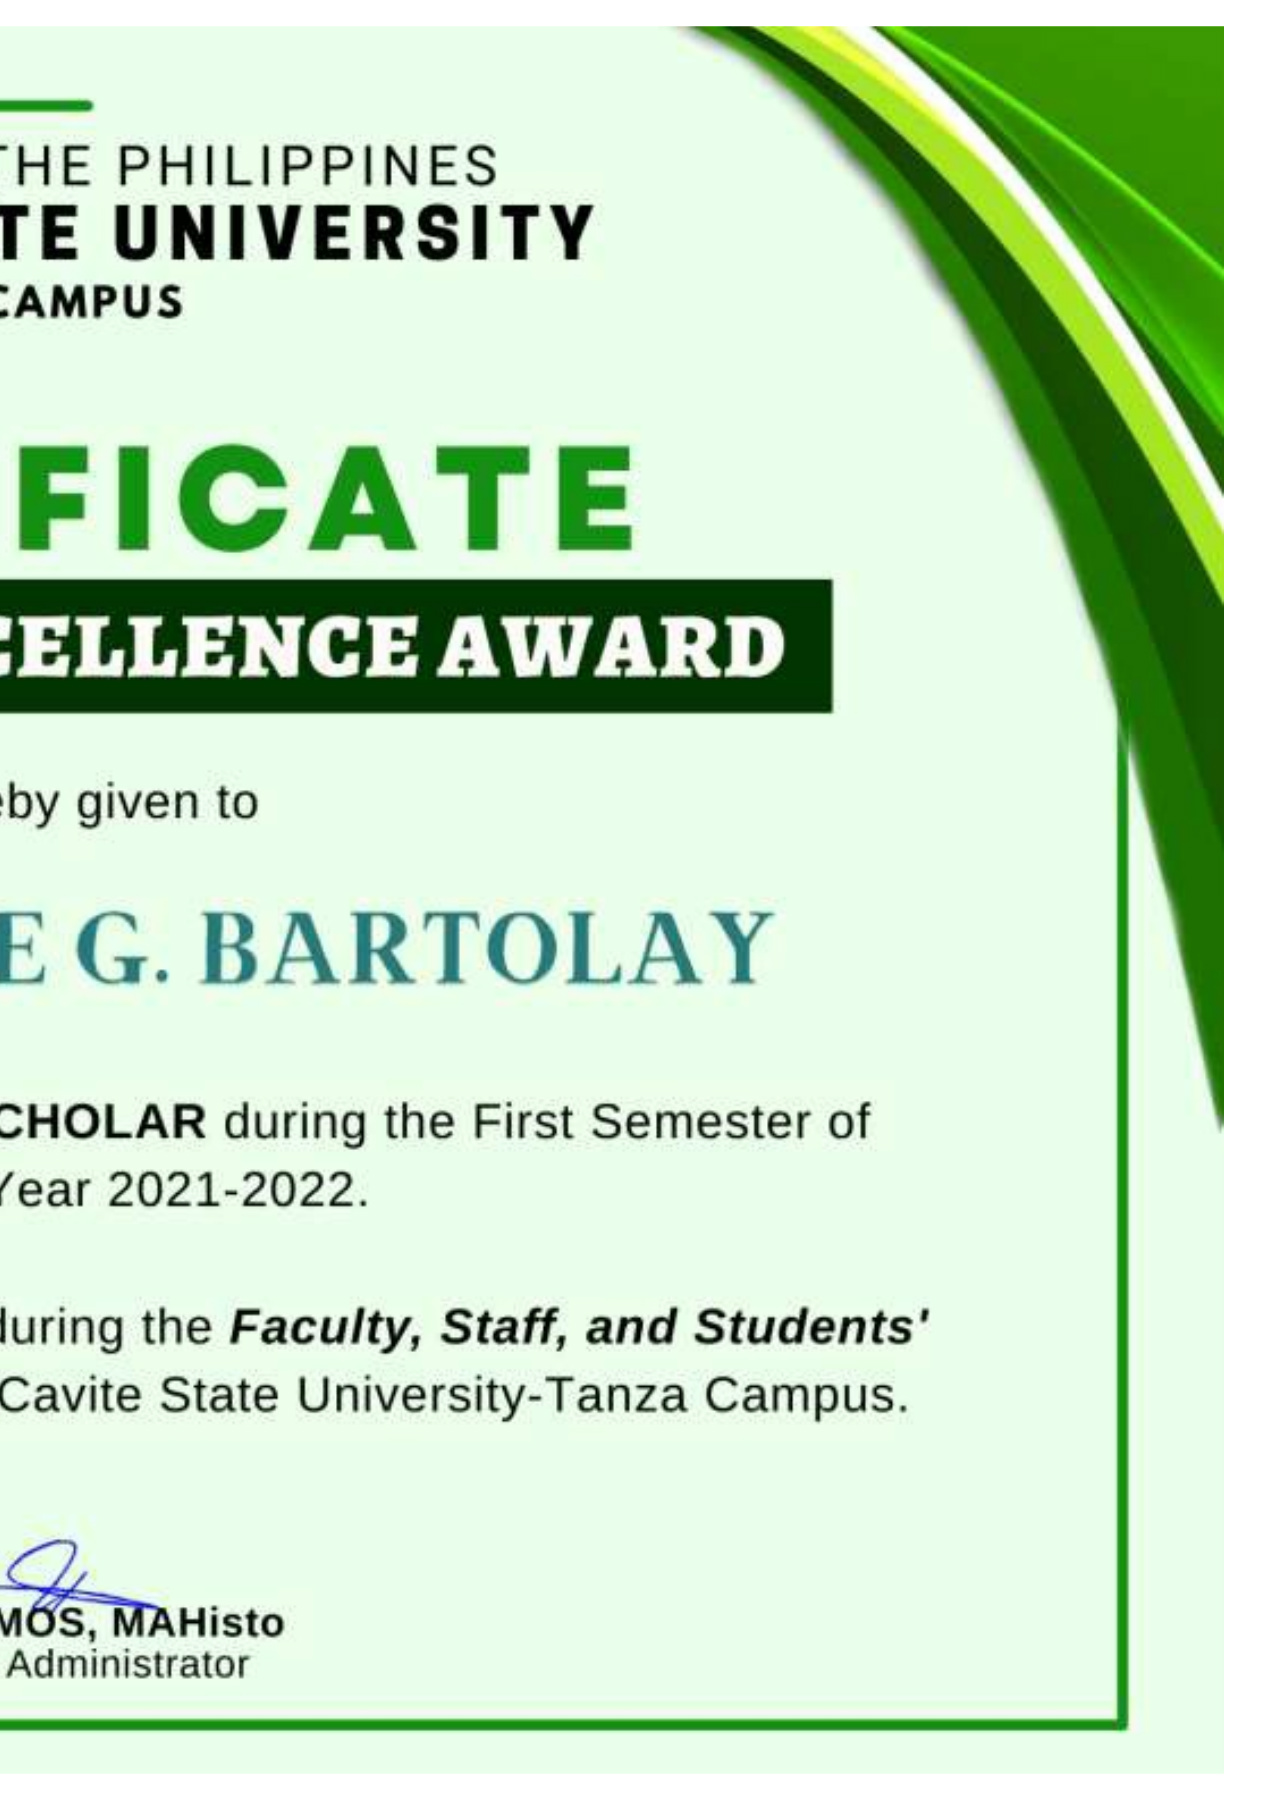 THE PHILIPPINES
TE UNIVERSITY
CAMPUS
FICATE
CELLENCE AWARD
eby given to
E G. BARTOLAY
CHOLAR during the First Semester of
Year 2021-2022.
during the Faculty, Staff, and Students'
Cavite State University-Tanza Campus.
MOS, MAHisto
Administrator